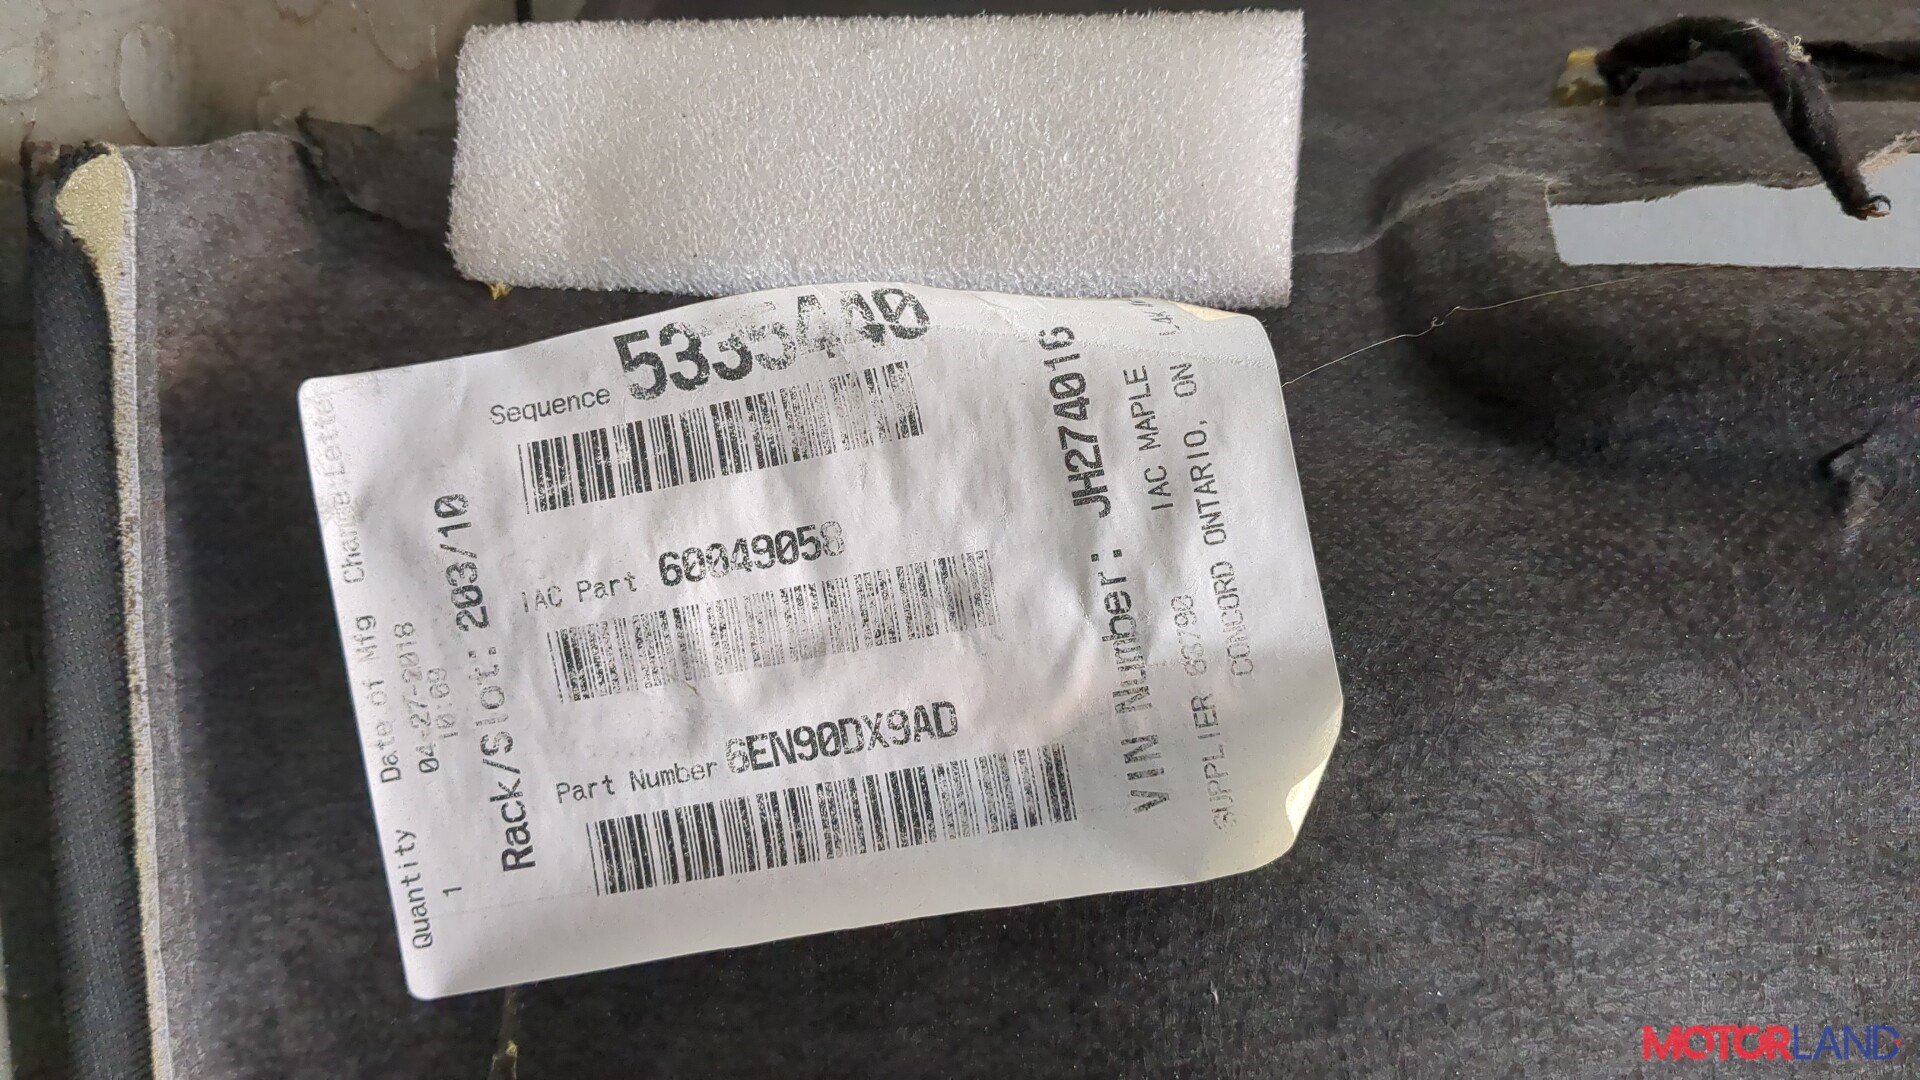 Sequence 5335440
IAC Part 60049058
Part Number 6EN90DX9AD
Quantity
1
Date of Mfg
04-27-2018
10:09
Change Letter
Rack/Slot: 203/10
VIN Number: JH274016
IAC MAPLE
SUPPLIER 68790
CONCORD ONTARIO, ON
MOTORLAND